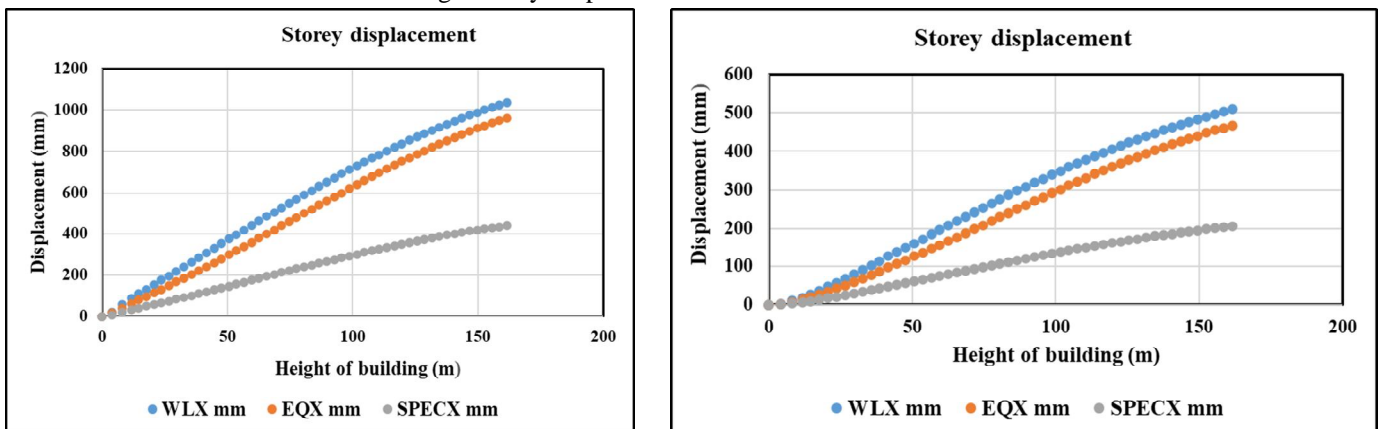 Storey displacement
1200
1000
800
600
400
200
0
0 50 100 150 200
Displacement (mm)
Height of building (m)
WLX mm EQX mm SPECX mm
Storey displacement
600
500
400
300
200
100
0
0 50 100 150 200
Displacement (mm)
Height of building (m)
WLX mm EQX mm SPECX mm